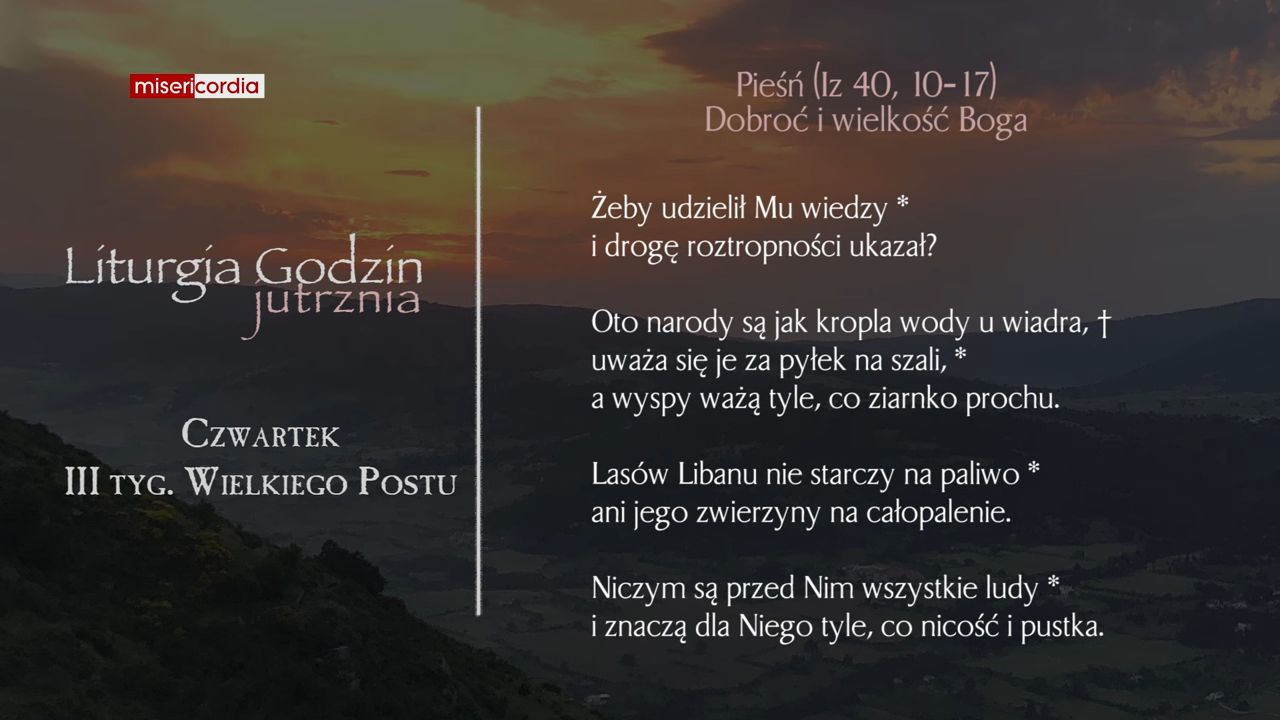 misericordia
Liturgia Godzin
jutrznia
Czwartek
III tyg. Wielkiego Postu
Pieśń (Iz 40, 10-17)
Dobroć i wielkość Boga
Żeby udzielił Mu wiedzy *
i drogę roztropności ukazał?
Oto narody są jak kropla wody u wiadra, †
uważa się je za pyłek na szali, *
a wyspy ważą tyle, co ziarnko prochu.
Lasów Libanu nie starczy na paliwo *
ani jego zwierzyny na całopalenie.
Niczym są przed Nim wszystkie ludy *
i znaczą dla Niego tyle, co nicość i pustka.